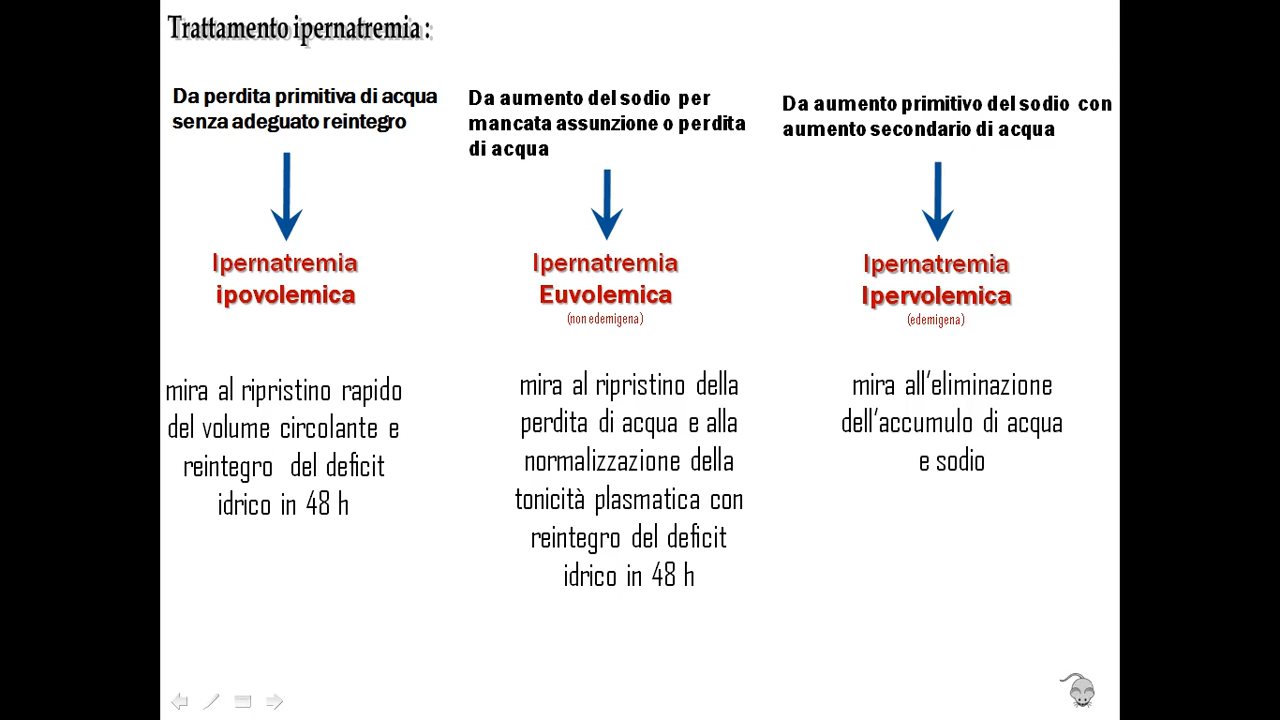 Trattamento ipernatremia :
Da perdita primitiva di acqua
senza adeguato reintegro
Ipernatremia
ipovolemica
mira al ripristino rapido
del volume circolante e
reintegro del deficit
idrico in 48 h
Da aumento del sodio per
mancata assunzione o perdita
di acqua
Ipernatremia
Euvolemica
(non edemigena)
mira al ripristino della
perdita di acqua e alla
normalizzazione della
tonicità plasmatica con
reintegro del deficit
idrico in 48 h
Da aumento primitivo del sodio con
aumento secondario di acqua
Ipernatremia
Ipervolemica
(edemigena)
mira all'eliminazione
dell'accumulo di acqua
e sodio